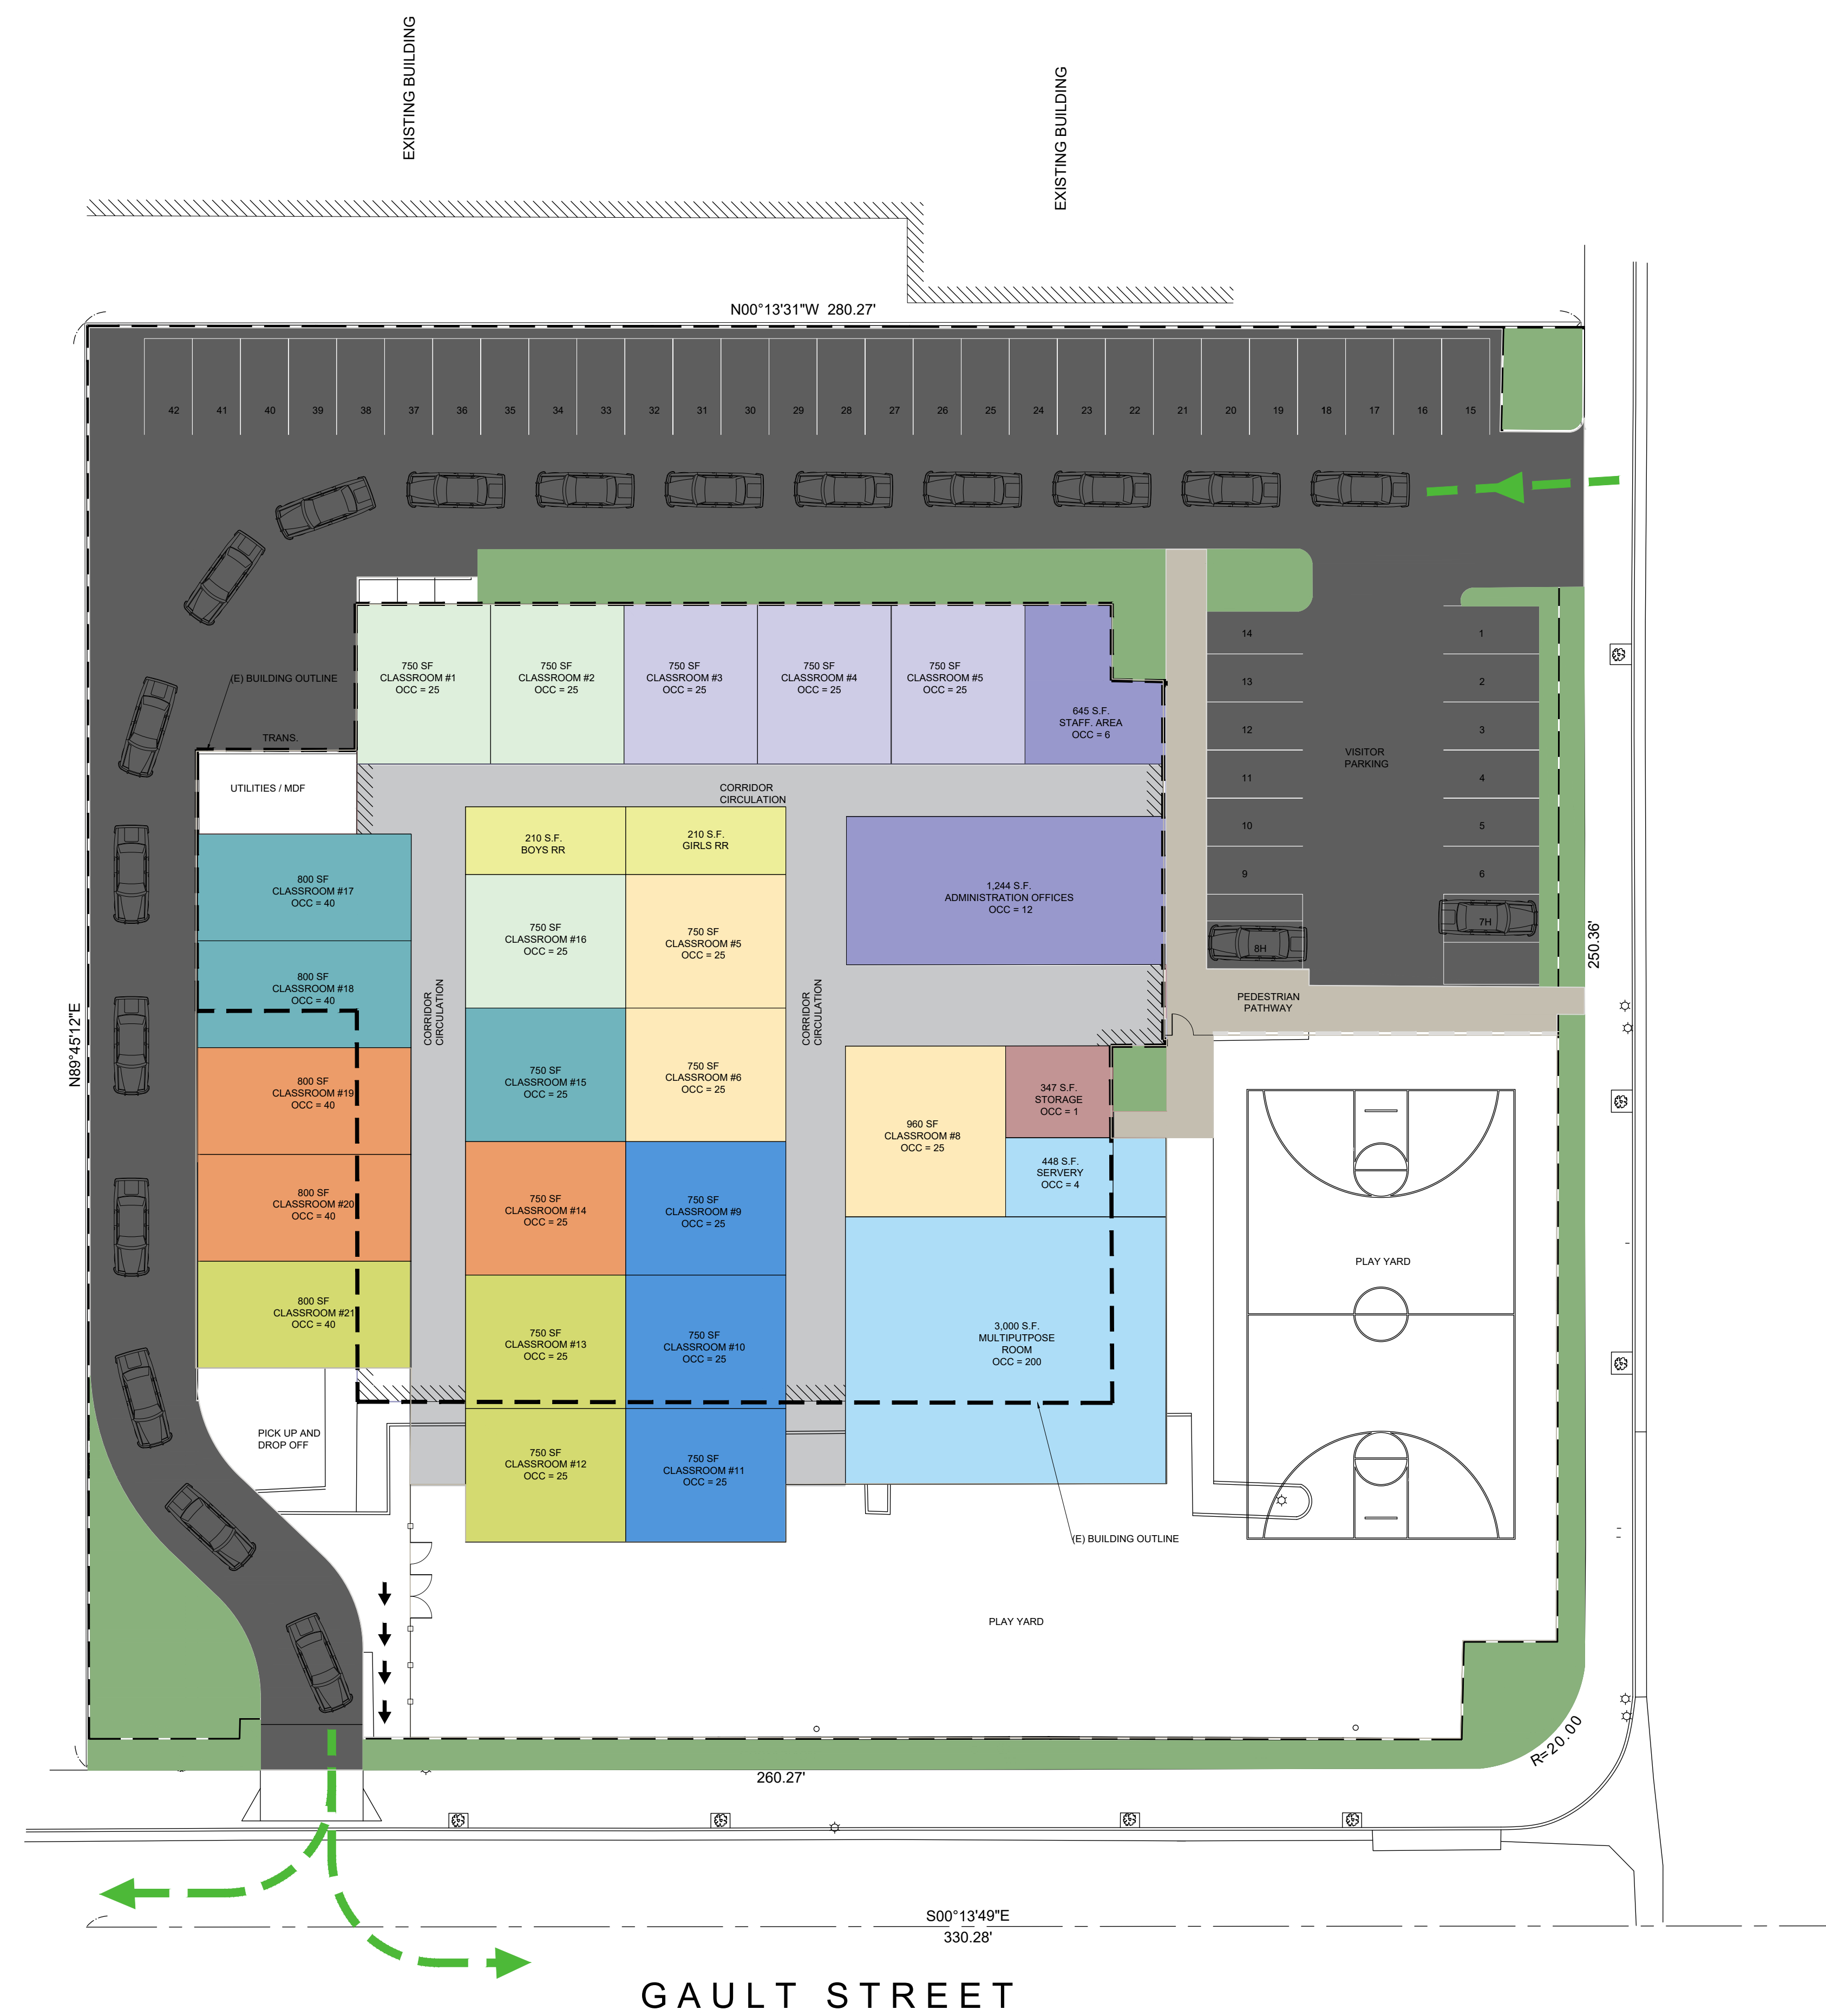 EXISTING BUILDING
EXISTING BUILDING
N00°13'31"W 280.27'
42 41 40 39 38 37 36 35 34 33 32 31 30 29 28 27 26 25 24 23 22 21 20 19 18 17 16 15
(E) BUILDING OUTLINE
TRANS.
UTILITIES / MDF
750 SF
CLASSROOM #1
OCC = 25
750 SF
CLASSROOM #2
OCC = 25
750 SF
CLASSROOM #3
OCC = 25
750 SF
CLASSROOM #4
OCC = 25
750 SF
CLASSROOM #5
OCC = 25
645 S.F.
STAFF. AREA
OCC = 6
14
13
12
11
10
9
8H
VISITOR
PARKING
1
2
3
4
5
6
7H
CORRIDOR
CIRCULATION
210 S.F.
BOYS RR
210 S.F.
GIRLS RR
1,244 S.F.
ADMINISTRATION OFFICES
OCC = 12
800 SF
CLASSROOM #17
OCC = 40
800 SF
CLASSROOM #18
OCC = 40
800 SF
CLASSROOM #19
OCC = 40
800 SF
CLASSROOM #20
OCC = 40
800 SF
CLASSROOM #21
OCC = 40
CORRIDOR
CIRCULATION
750 SF
CLASSROOM #16
OCC = 25
750 SF
CLASSROOM #5
OCC = 25
750 SF
CLASSROOM #15
OCC = 25
750 SF
CLASSROOM #6
OCC = 25
750 SF
CLASSROOM #14
OCC = 25
750 SF
CLASSROOM #9
OCC = 25
750 SF
CLASSROOM #13
OCC = 25
750 SF
CLASSROOM #10
OCC = 25
750 SF
CLASSROOM #12
OCC = 25
750 SF
CLASSROOM #11
OCC = 25
CORRIDOR
CIRCULATION
960 SF
CLASSROOM #8
OCC = 25
347 S.F.
STORAGE
OCC = 1
448 S.F.
SERVERY
OCC = 4
3,000 S.F.
MULTIPUTPOSE
ROOM
OCC = 200
PEDESTRIAN
PATHWAY
PLAY YARD
N89°45'12"E
250.36'
PICK UP AND
DROP OFF
(E) BUILDING OUTLINE
PLAY YARD
R=20.00
260.27'
S00°13'49"E
330.28'
GAULT STREET